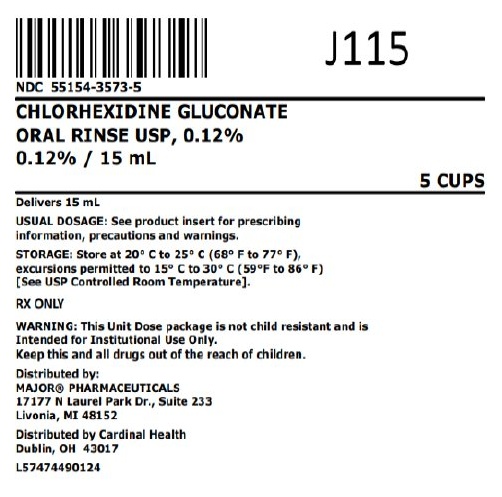 J115
NDC 55154-3573-5
CHLORHEXIDINE GLUCONATE
ORAL RINSE USP, 0.12%
0.12% / 15 mL
5 CUPS
Delivers 15 mL
USUAL DOSAGE: See product insert for prescribing
information, precautions and warnings.
STORAGE: Store at 20° C to 25° C (68° F to 77° F),
excursions permitted to 15° C to 30° C (59°F to 86° F)
[See USP Controlled Room Temperature].
RX ONLY
WARNING: This Unit Dose package is not child resistant and is
Intended for Institutional Use Only.
Keep this and all drugs out of the reach of children.
Distributed by:
MAJOR® PHARMACEUTICALS
17177 N Laurel Park Dr., Suite 233
Livonia, MI 48152
Distributed by Cardinal Health
Dublin, OH 43017
L57474490124